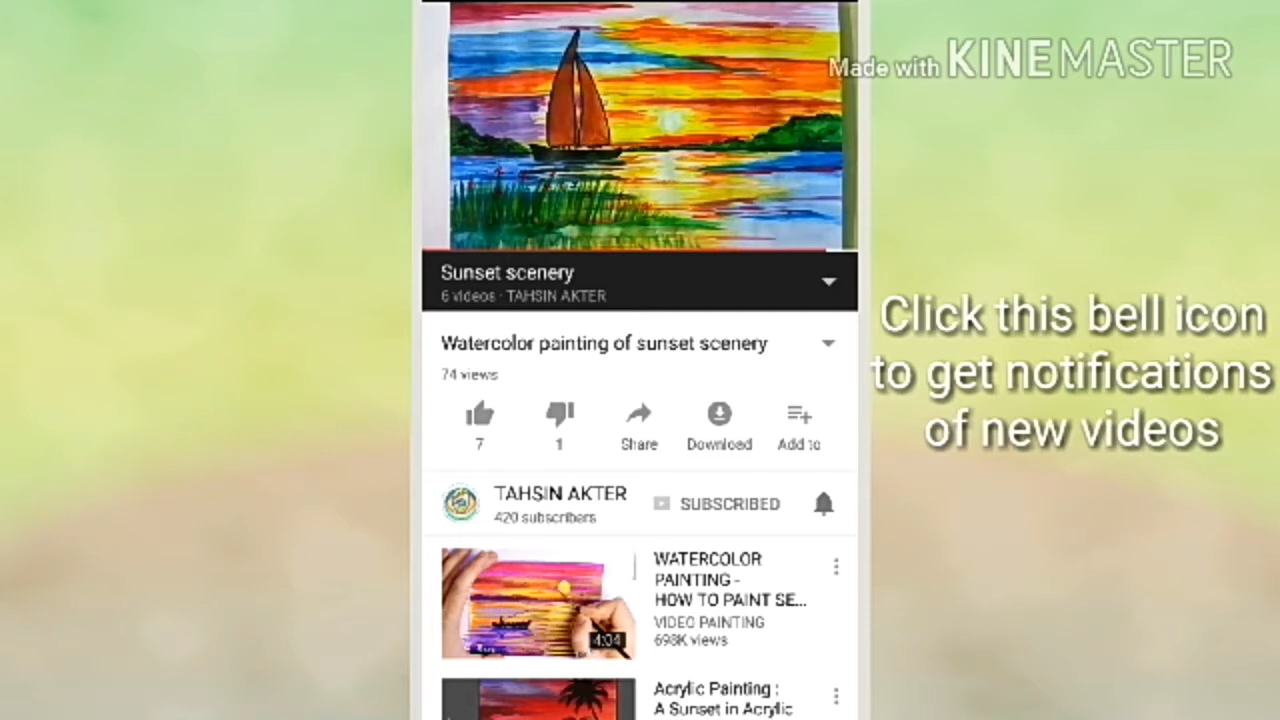 Made with KINEMASTER
Sunset scenery
6 videos · TAHSIN AKTER
Click this bell icon
to get notifications
of new videos
Watercolor painting of sunset scenery
74 views
7
1
Share
Download
Add to
TAHSIN AKTER
420 subscribers
SUBSCRIBED
WATERCOLOR
PAINTING -
HOW TO PAINT SE...
VIDEO PAINTING
698K views
4:04
Acrylic Painting :
A Sunset in Acrylic